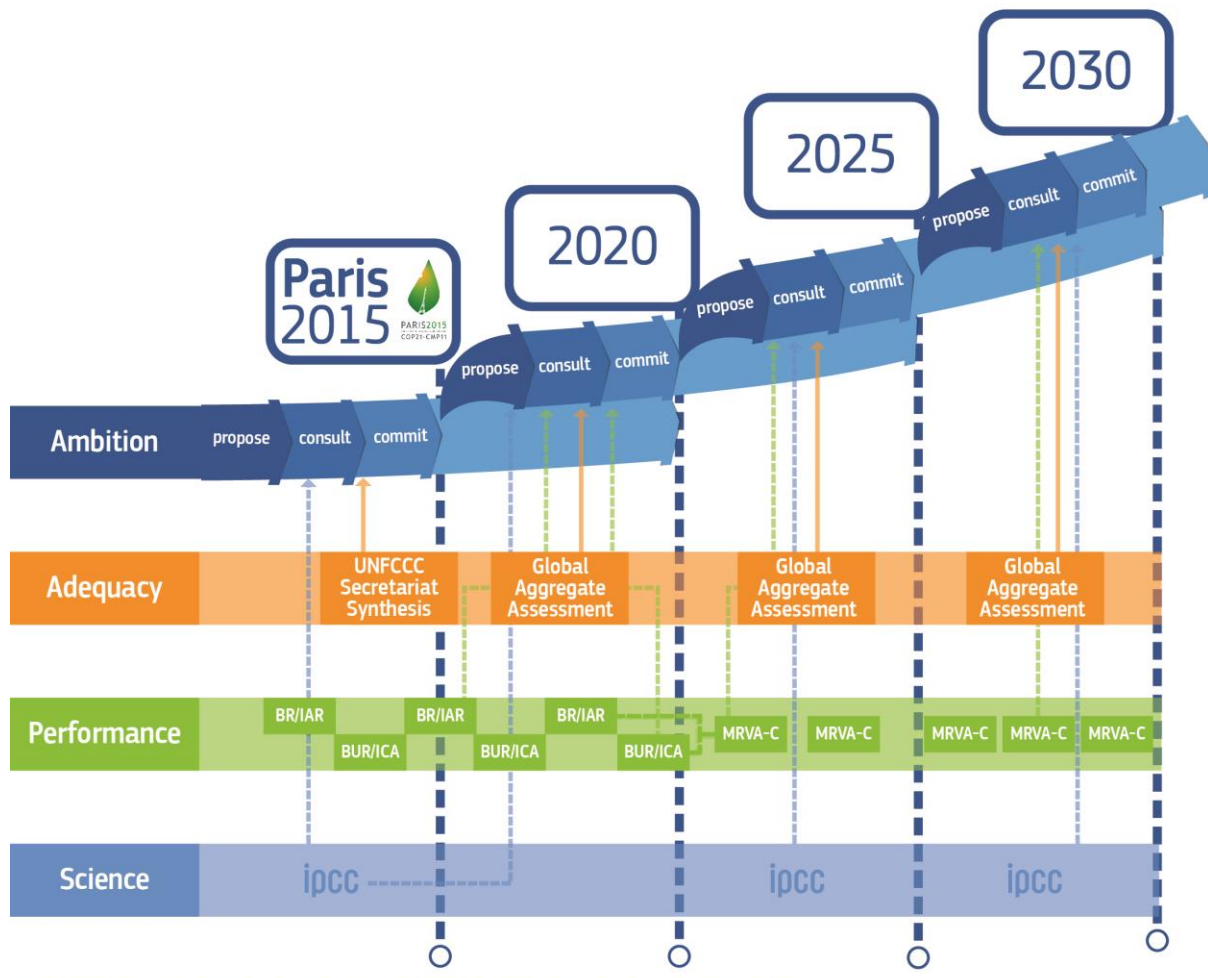 2030
2025
2020
Paris
2015
PARIS2015
COP21·CMP11
propose
consult
commit
propose
consult
commit
propose
consult
commit
Ambition
propose
consult
commit
Adequacy
UNFCCC
Secretariat
Synthesis
Global
Aggregate
Assessment
Global
Aggregate
Assessment
Global
Aggregate
Assessment
Performance
BR/IAR
BUR/ICA
BR/IAR
BUR/ICA
BR/IAR
BUR/ICA
MRVA-C
MRVA-C
MRVA-C
MRVA-C
MRVA-C
Science
ipcc
ipcc
ipcc